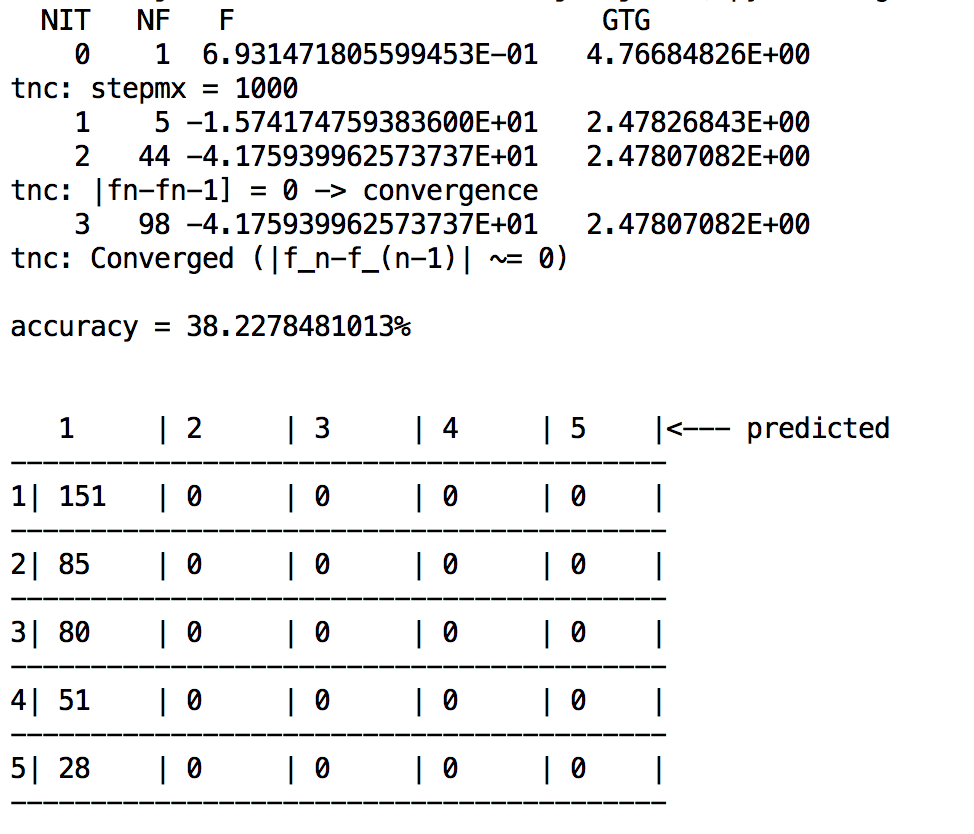 NIT NF F GTG
0 1 6.931471805599453E-01 4.76684826E+00
tnc: stepmx = 1000
1 5 -1.574174759383600E+01 2.47826843E+00
2 44 -4.175939962573737E+01 2.47807082E+00
tnc: |fn-fn-1] = 0 -> convergence
3 98 -4.175939962573737E+01 2.47807082E+00
tnc: Converged (|f_n-f_(n-1)| ~= 0)
accuracy = 38.2278481013%
1 | 2 | 3 | 4 | 5 |<--- predicted
-----------------------------------------
1| 151 | 0 | 0 | 0 | 0 |
-----------------------------------------
2| 85 | 0 | 0 | 0 | 0 |
-----------------------------------------
3| 80 | 0 | 0 | 0 | 0 |
-----------------------------------------
4| 51 | 0 | 0 | 0 | 0 |
-----------------------------------------
5| 28 | 0 | 0 | 0 | 0 |
-----------------------------------------